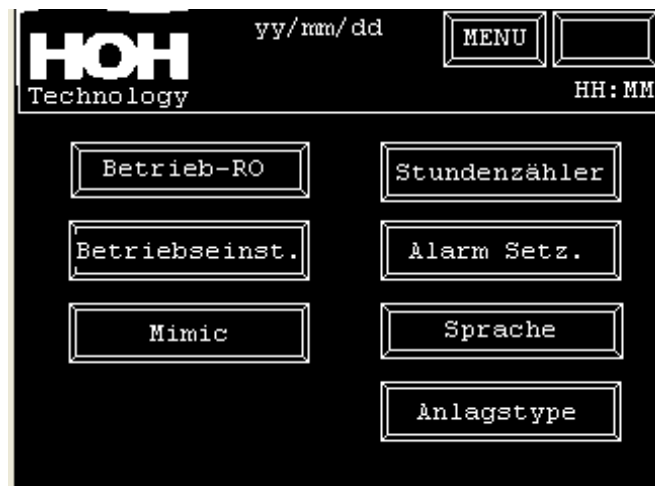 yy/mm/dd
MENU
HOH
Technology
HH:MM
Betrieb-RO
Stundenzähler
Betriebseinst.
Alarm Setz.
Mimic
Sprache
Anlagstype